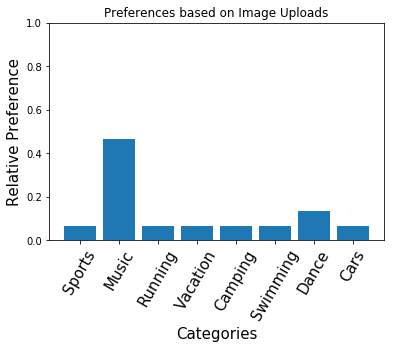 Preferences based on Image Uploads
Relative Preference
1.0
0.8
0.6
0.4
0.2
0.0
Sports
Music
Running
Vacation
Camping
Swimming
Dance
Cars
Categories